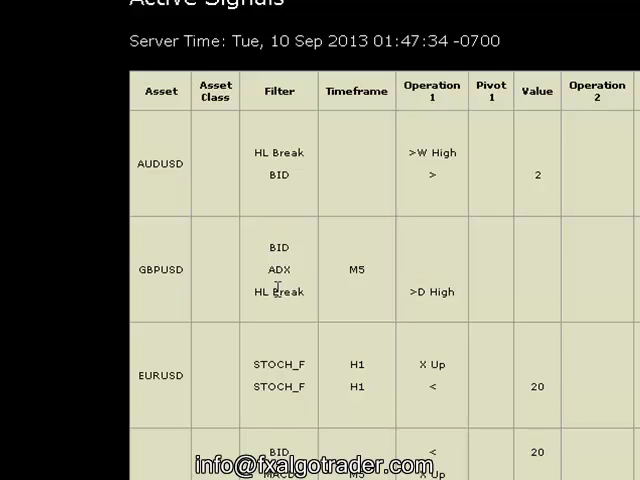 Active Signals
Server Time: Tue, 10 Sep 2013 01:47:34 -0700
Asset Asset Class Filter Timeframe Operation 1 Pivot 1 Value Operation 2
AUDUSD
HL Break >W High
BID > 2
GBPUSD
BID
ADX M5
HL Break >D High
EURUSD
STOCH_F H1 X Up
STOCH_F H1 < 20
BID < 20
MACD M5 X Up
info@fxalgotrader.com